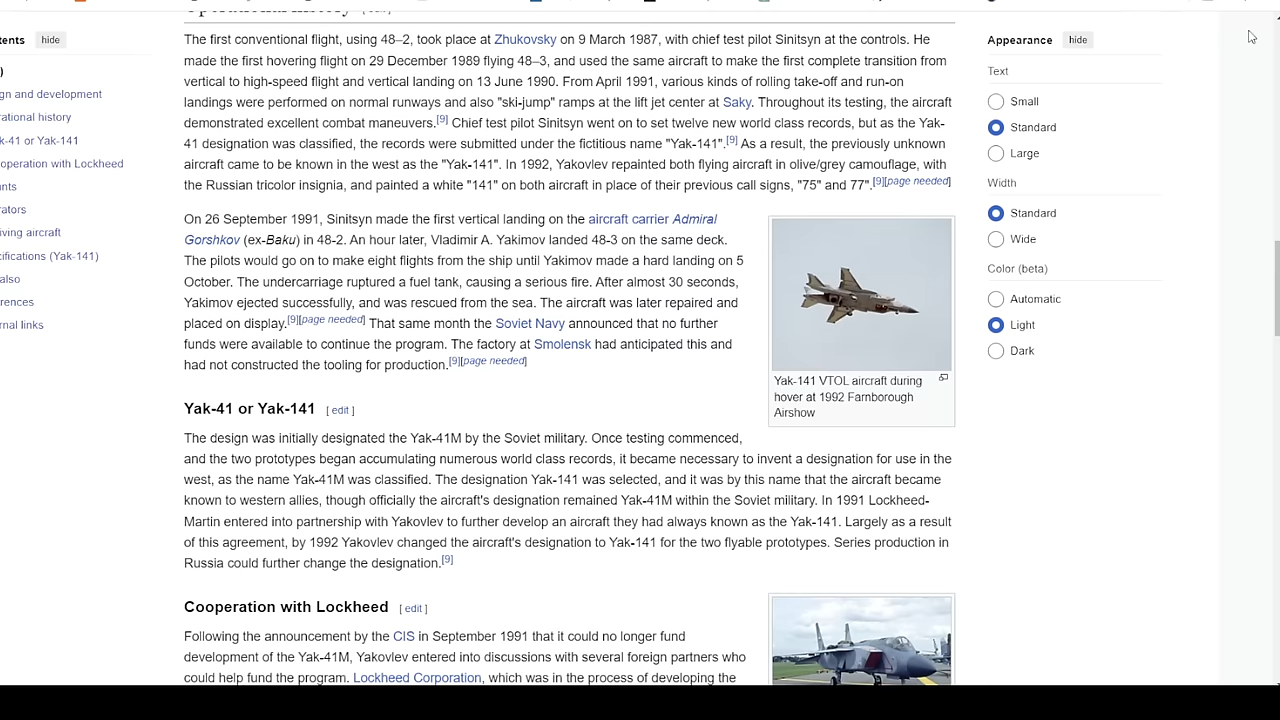 Operational history [edit]
tents hide
)
gn and development
rational history
k-41 or Yak-141
operation with Lockheed
nts
rators
iving aircraft
cifications (Yak-141)
also
rences
rnal links
The first conventional flight, using 48–2, took place at Zhukovsky on 9 March 1987, with chief test pilot Sinitsyn at the controls. He
made the first hovering flight on 29 December 1989 flying 48–3, and used the same aircraft to make the first complete transition from
vertical to high-speed flight and vertical landing on 13 June 1990. From April 1991, various kinds of rolling take-off and run-on
landings were performed on normal runways and also "ski-jump" ramps at the lift jet center at Saky. Throughout its testing, the aircraft
demonstrated excellent combat maneuvers.[9] Chief test pilot Sinitsyn went on to set twelve new world class records, but as the Yak-
41 designation was classified, the records were submitted under the fictitious name "Yak-141".[9] As a result, the previously unknown
aircraft came to be known in the west as the "Yak-141". In 1992, Yakovlev repainted both flying aircraft in olive/grey camouflage, with
the Russian tricolor insignia, and painted a white "141" on both aircraft in place of their previous call signs, "75" and 77".[9][page needed]
On 26 September 1991, Sinitsyn made the first vertical landing on the aircraft carrier Admiral
Gorshkov (ex-Baku) in 48-2. An hour later, Vladimir A. Yakimov landed 48-3 on the same deck.
The pilots would go on to make eight flights from the ship until Yakimov made a hard landing on 5
October. The undercarriage ruptured a fuel tank, causing a serious fire. After almost 30 seconds,
Yakimov ejected successfully, and was rescued from the sea. The aircraft was later repaired and
placed on display.[9][page needed] That same month the Soviet Navy announced that no further
funds were available to continue the program. The factory at Smolensk had anticipated this and
had not constructed the tooling for production.[9][page needed]
Yak-141 VTOL aircraft during
hover at 1992 Farnborough
Airshow
Yak-41 or Yak-141 [ edit ]
The design was initially designated the Yak-41M by the Soviet military. Once testing commenced,
and the two prototypes began accumulating numerous world class records, it became necessary to invent a designation for use in the
west, as the name Yak-41M was classified. The designation Yak-141 was selected, and it was by this name that the aircraft became
known to western allies, though officially the aircraft's designation remained Yak-41M within the Soviet military. In 1991 Lockheed-
Martin entered into partnership with Yakovlev to further develop an aircraft they had always known as the Yak-141. Largely as a result
of this agreement, by 1992 Yakovlev changed the aircraft's designation to Yak-141 for the two flyable prototypes. Series production in
Russia could further change the designation.[9]
Cooperation with Lockheed [ edit ]
Following the announcement by the CIS in September 1991 that it could no longer fund
development of the Yak-41M, Yakovlev entered into discussions with several foreign partners who
could help fund the program. Lockheed Corporation, which was in the process of developing the
Appearance hide
Text
Small
Standard
Large
Width
Standard
Wide
Color (beta)
Automatic
Light
Dark